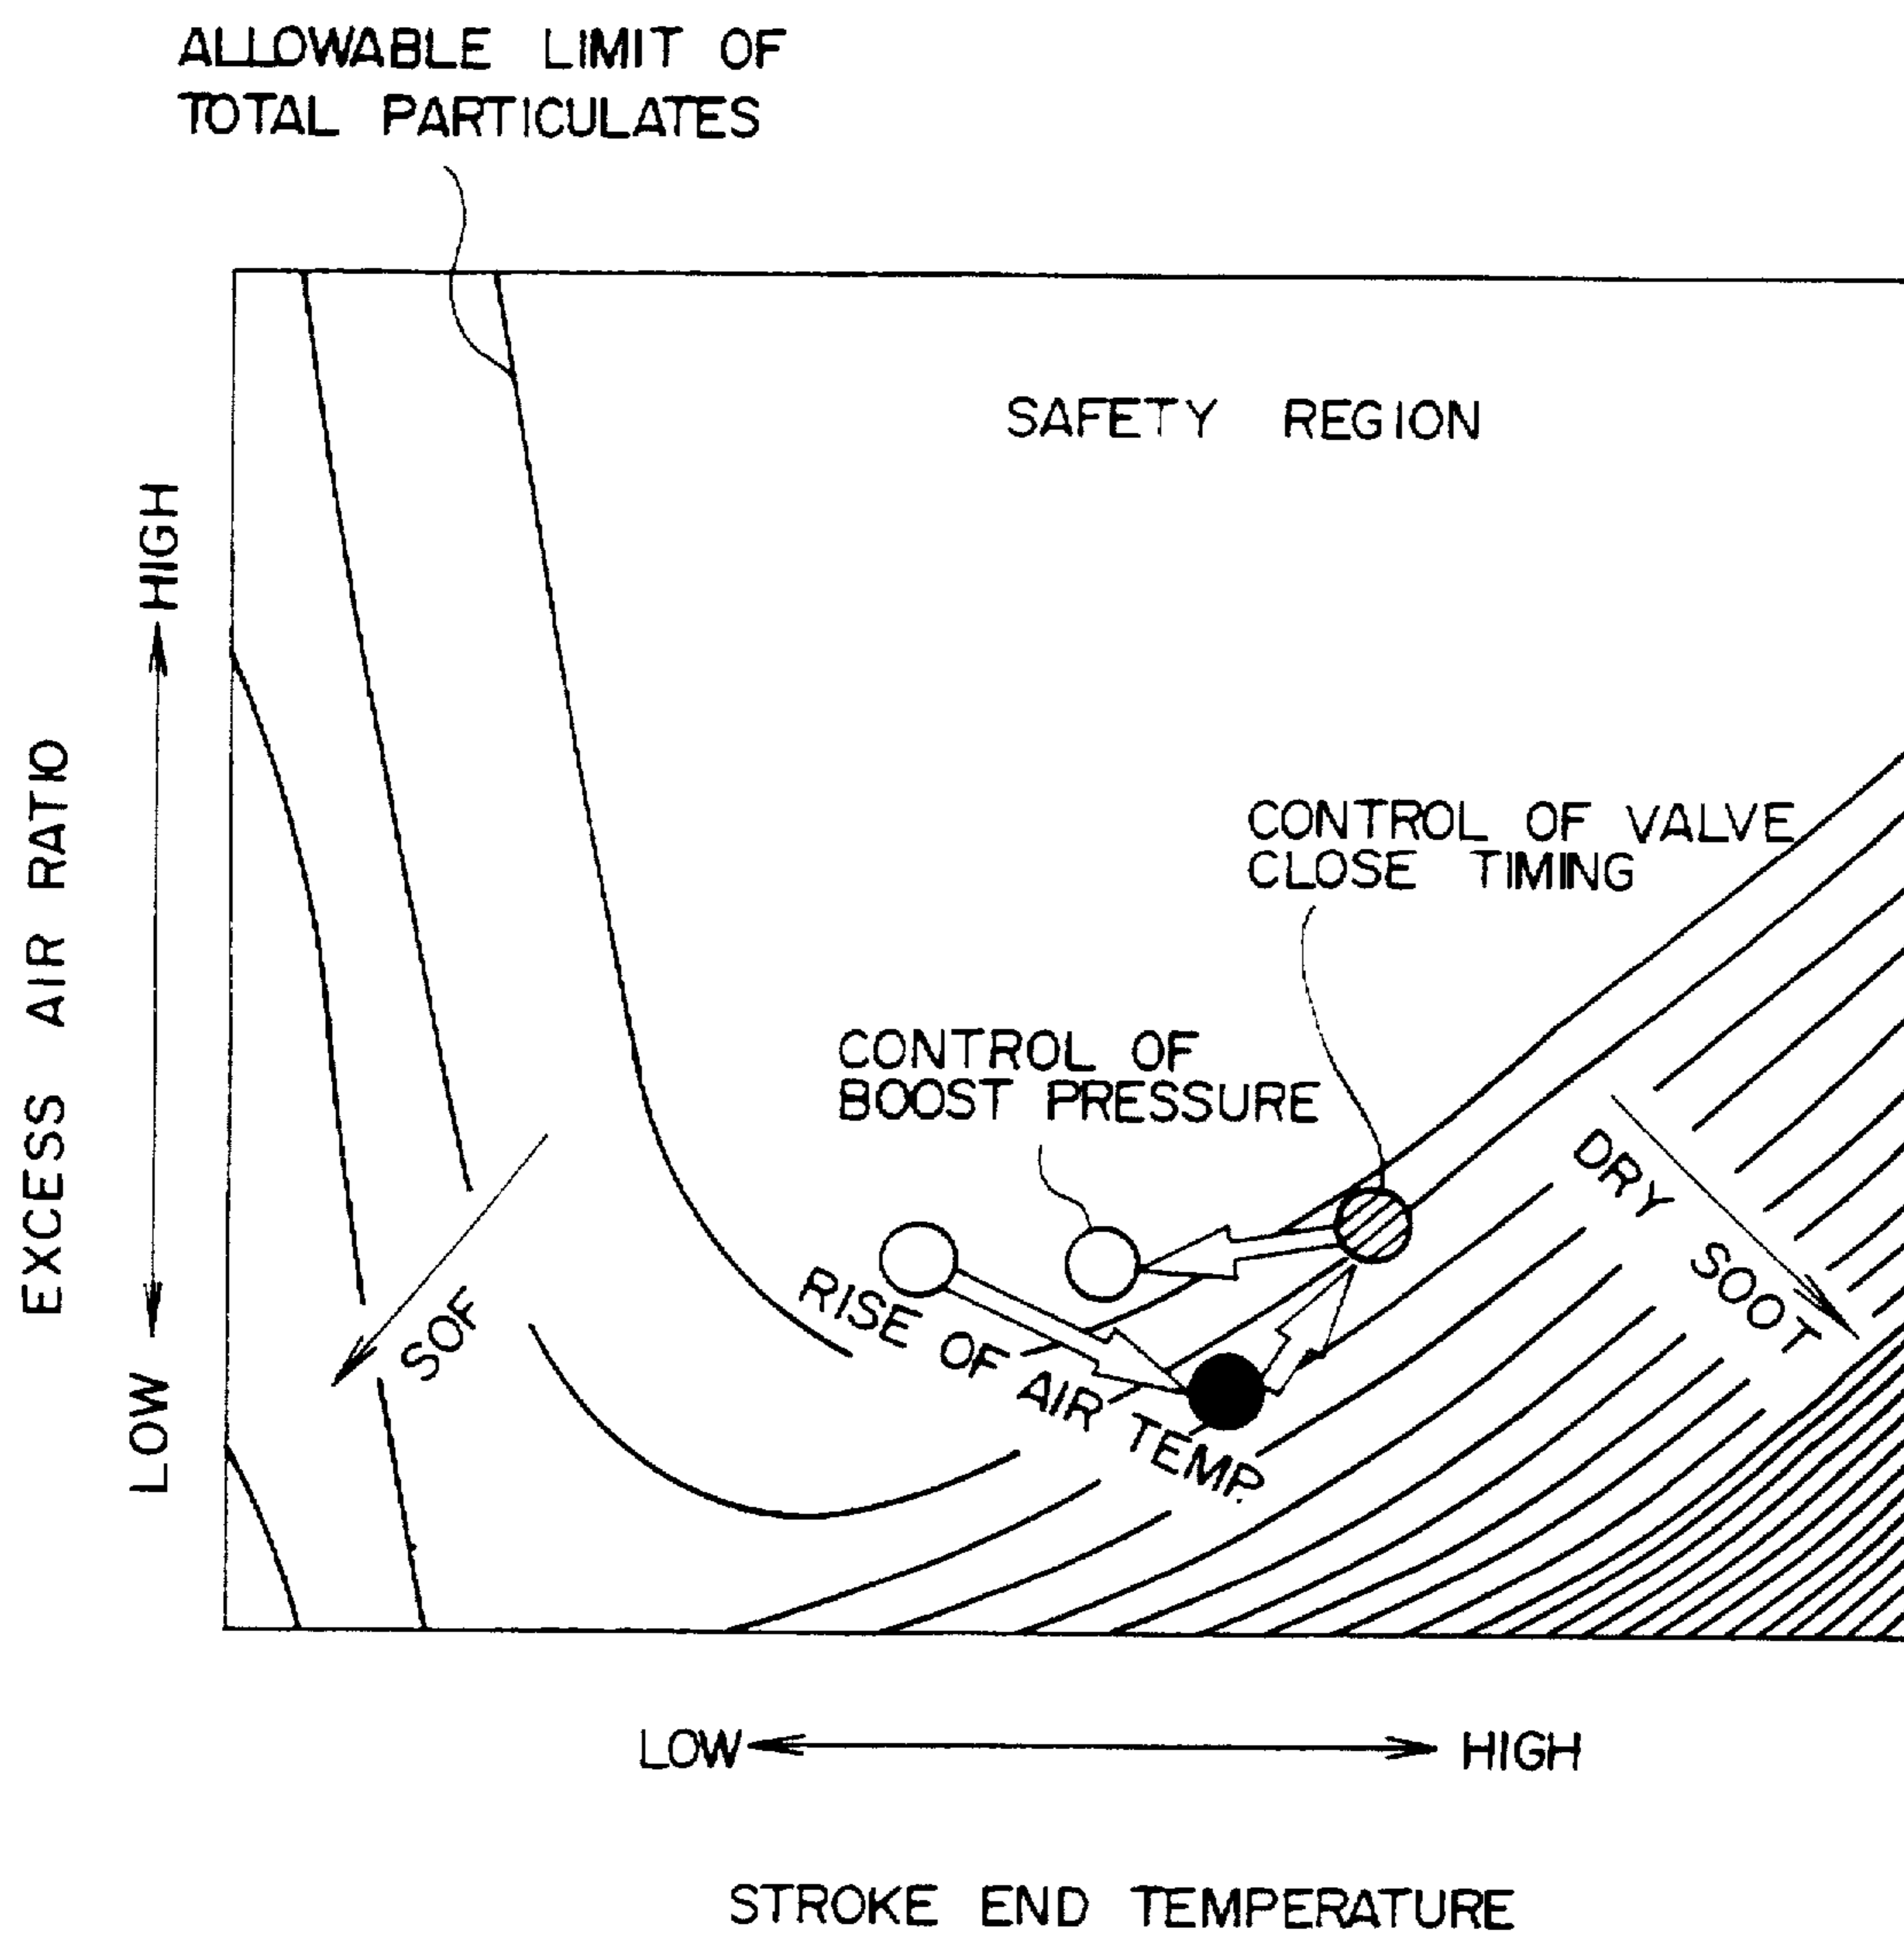 ALLOWABLE LIMIT OF
TOTAL PARTICULATES
SAFETY REGION
HIGH
EXCESS AIR RATIO
LOW
CONTROL OF VALVE
CLOSE TIMING
CONTROL OF
BOOST PRESSURE
DRY SOOT
SOF
RISE OF AIR TEMP.
LOW
HIGH
STROKE END TEMPERATURE